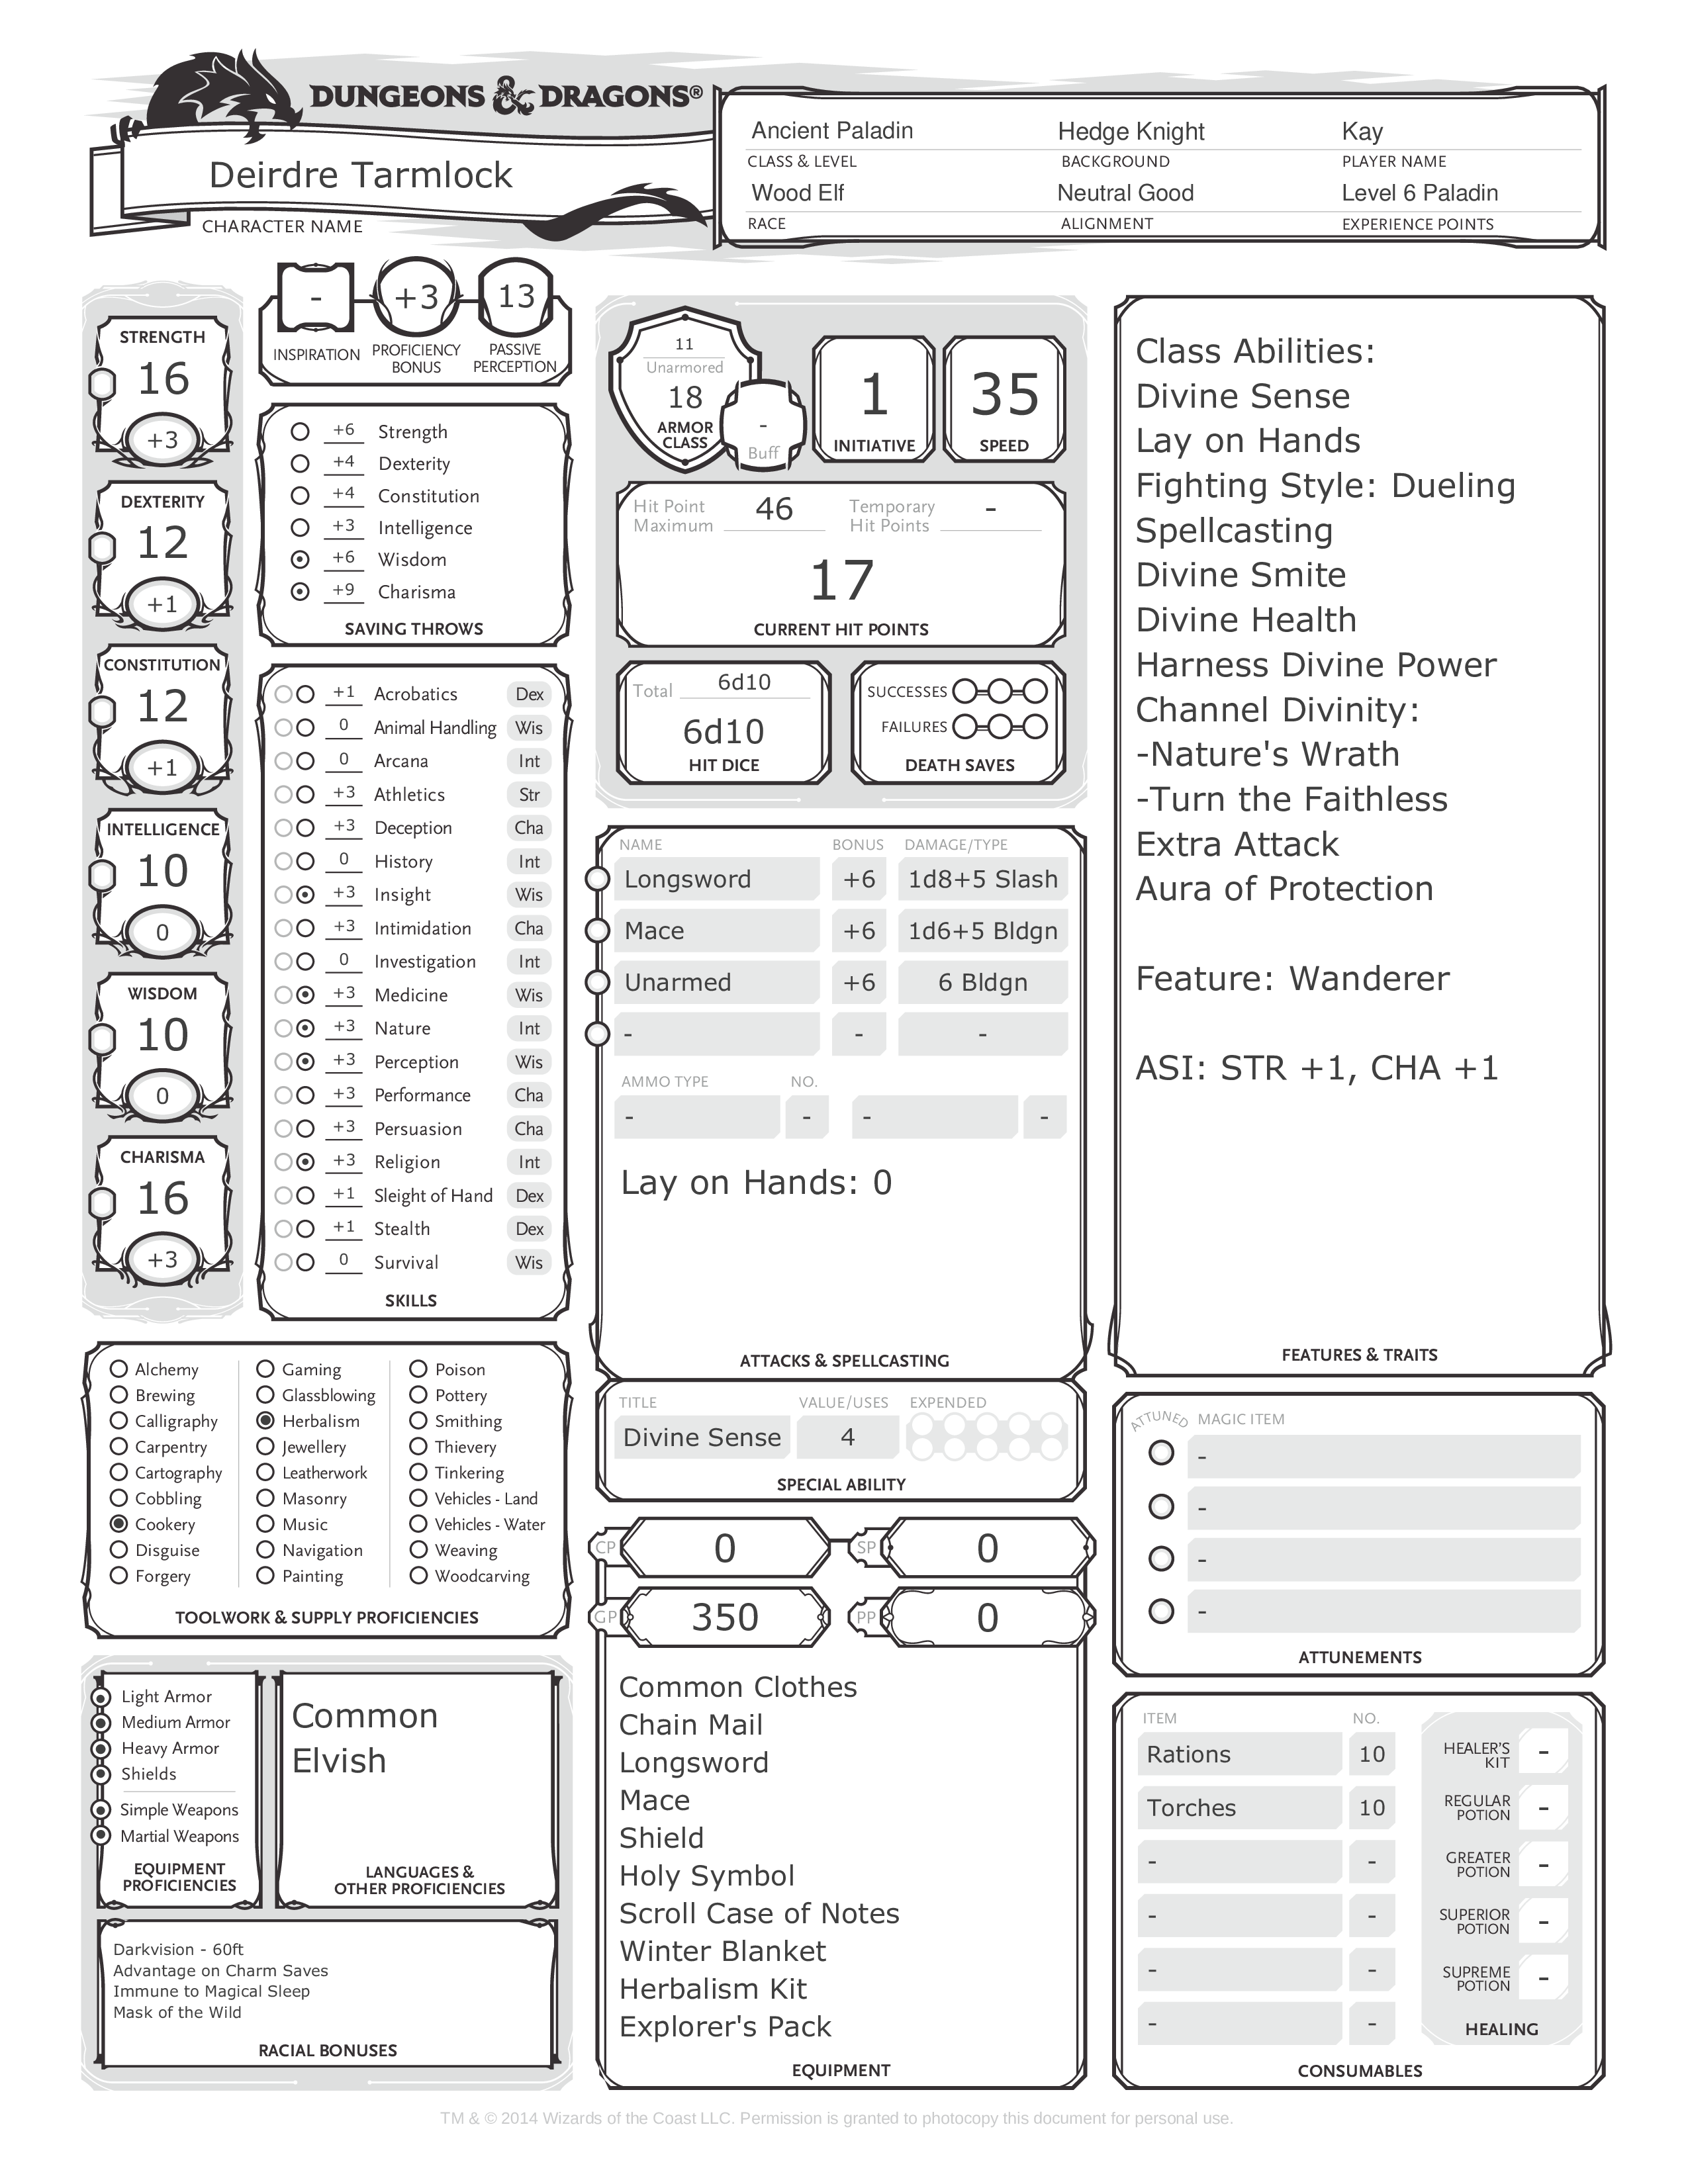 DUNGEONS & DRAGONS®
Deirdre Tarmlock
CHARACTER NAME
Ancient Paladin Hedge Knight Kay
CLASS & LEVEL BACKGROUND PLAYER NAME
Wood Elf Neutral Good Level 6 Paladin
RACE ALIGNMENT EXPERIENCE POINTS
STRENGTH
16
+3
DEXTERITY
12
+1
CONSTITUTION
12
+1
INTELLIGENCE
10
0
WISDOM
10
0
CHARISMA
16
+3
- +3 13
INSPIRATION PROFICIENCY BONUS PASSIVE PERCEPTION
+6 Strength
+4 Dexterity
+4 Constitution
+3 Intelligence
+6 Wisdom
+9 Charisma
SAVING THROWS
+1 Acrobatics Dex
0 Animal Handling Wis
0 Arcana Int
+3 Athletics Str
+3 Deception Cha
0 History Int
+3 Insight Wis
+3 Intimidation Cha
0 Investigation Int
+3 Medicine Wis
+3 Nature Int
+3 Perception Wis
+3 Performance Cha
+3 Persuasion Cha
+3 Religion Int
+1 Sleight of Hand Dex
+1 Stealth Dex
0 Survival Wis
SKILLS
Alchemy Gaming Poison
Brewing Glassblowing Pottery
Calligraphy Herbalism Smithing
Carpentry Jewellery Thievery
Cartography Leatherwork Tinkering
Cobbling Masonry Vehicles - Land
Cookery Music Vehicles - Water
Disguise Navigation Weaving
Forgery Painting Woodcarving
TOOLWORK & SUPPLY PROFICIENCIES
Light Armor
Medium Armor
Heavy Armor
Shields
Simple Weapons
Martial Weapons
EQUIPMENT
PROFICIENCIES
Common
Elvish
LANGUAGES &
OTHER PROFICIENCIES
Darkvision - 60ft
Advantage on Charm Saves
Immune to Magical Sleep
Mask of the Wild
RACIAL BONUSES
11
Unarmored
18
ARMOR
CLASS
-
Buff
1
INITIATIVE
35
SPEED
Hit Point Maximum 46 Temporary Hit Points -
17
CURRENT HIT POINTS
Total 6d10
6d10
HIT DICE
SUCCESSES
FAILURES
DEATH SAVES
NAME BONUS DAMAGE/TYPE
Longsword +6 1d8+5 Slash
Mace +6 1d6+5 Bldgn
Unarmed +6 6 Bldgn
- - -
AMMO TYPE NO.
- - - -
Lay on Hands: 0
ATTACKS & SPELLCASTING
TITLE VALUE/USES EXPENDED
Divine Sense 4
SPECIAL ABILITY
CP 0 SP 0
GP 350 PP 0
Common Clothes
Chain Mail
Longsword
Mace
Shield
Holy Symbol
Scroll Case of Notes
Winter Blanket
Herbalism Kit
Explorer's Pack
EQUIPMENT
Class Abilities:
Divine Sense
Lay on Hands
Fighting Style: Dueling
Spellcasting
Divine Smite
Divine Health
Harness Divine Power
Channel Divinity:
-Nature's Wrath
-Turn the Faithless
Extra Attack
Aura of Protection
Feature: Wanderer
ASI: STR +1, CHA +1
FEATURES & TRAITS
ATTUNED MAGIC ITEM
-
-
-
-
ATTUNEMENTS
ITEM NO.
Rations 10
Torches 10
- -
- -
- -
- -
HEALER'S KIT -
REGULAR POTION -
GREATER POTION -
SUPERIOR POTION -
SUPREME POTION -
HEALING
CONSUMABLES
TM & © 2014 Wizards of the Coast LLC. Permission is granted to photocopy this document for personal use.